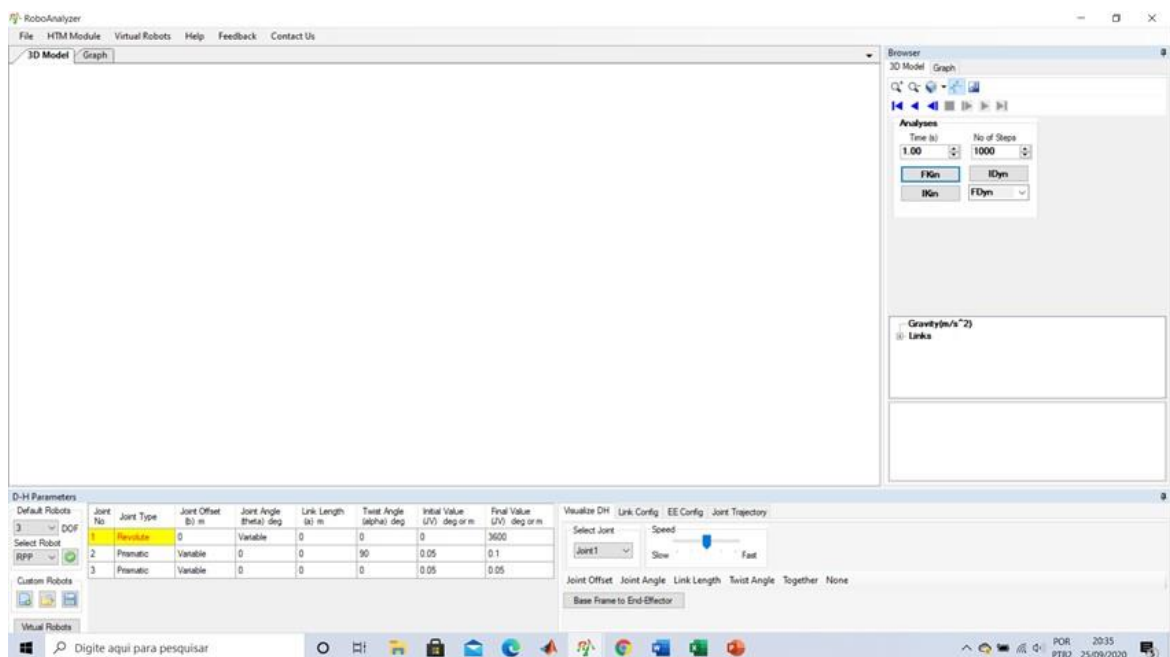 RoboAnalyzer
File HTM Module Virtual Robots Help Feedback Contact Us
3D Model Graph
Browser
3D Model Graph
Analyses
Time (s) No of Steps
1.00 1000
FKin IDyn
IKin FDyn
Gravity(m/s^2)
Links
D-H Parameters
Default Robots
3 DOF
Select Robot
RPP
Custom Robots
Virtual Robots
Joint No Joint Type Joint Offset (b) m Joint Angle (theta) deg Link Length (a) m Twist Angle (alpha) deg Initial Value (JV) deg or m Final Value (JV) deg or m
1 Revolute 0 Variable 0 0 0 3600
2 Prismatic Variable 0 0 90 0.05 0.1
3 Prismatic Variable 0 0 0 0.05 0.05
Visualize DH Link Config EE Config Joint Trajectory
Select Joint Speed
Joint1 Slow Fast
Joint Offset Joint Angle Link Length Twist Angle Together None
Base Frame to End-Effector
Digite aqui para pesquisar
POR 20:35
PTB2 25/09/2020